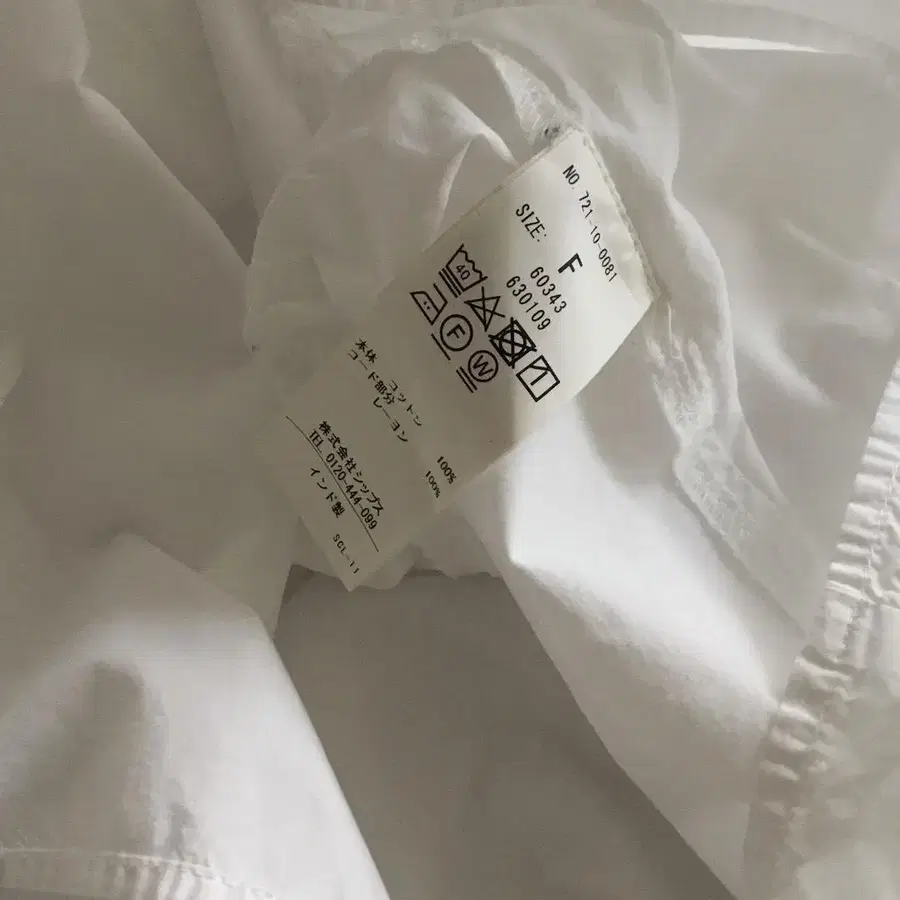 NO. 721-10-0081
SIZE: F
60343
630109
40
F W
本体 コットン 100%
コード部分 レーヨン 100%
株式会社シップス
TEL 0120-444-099
インド製
SCL-11